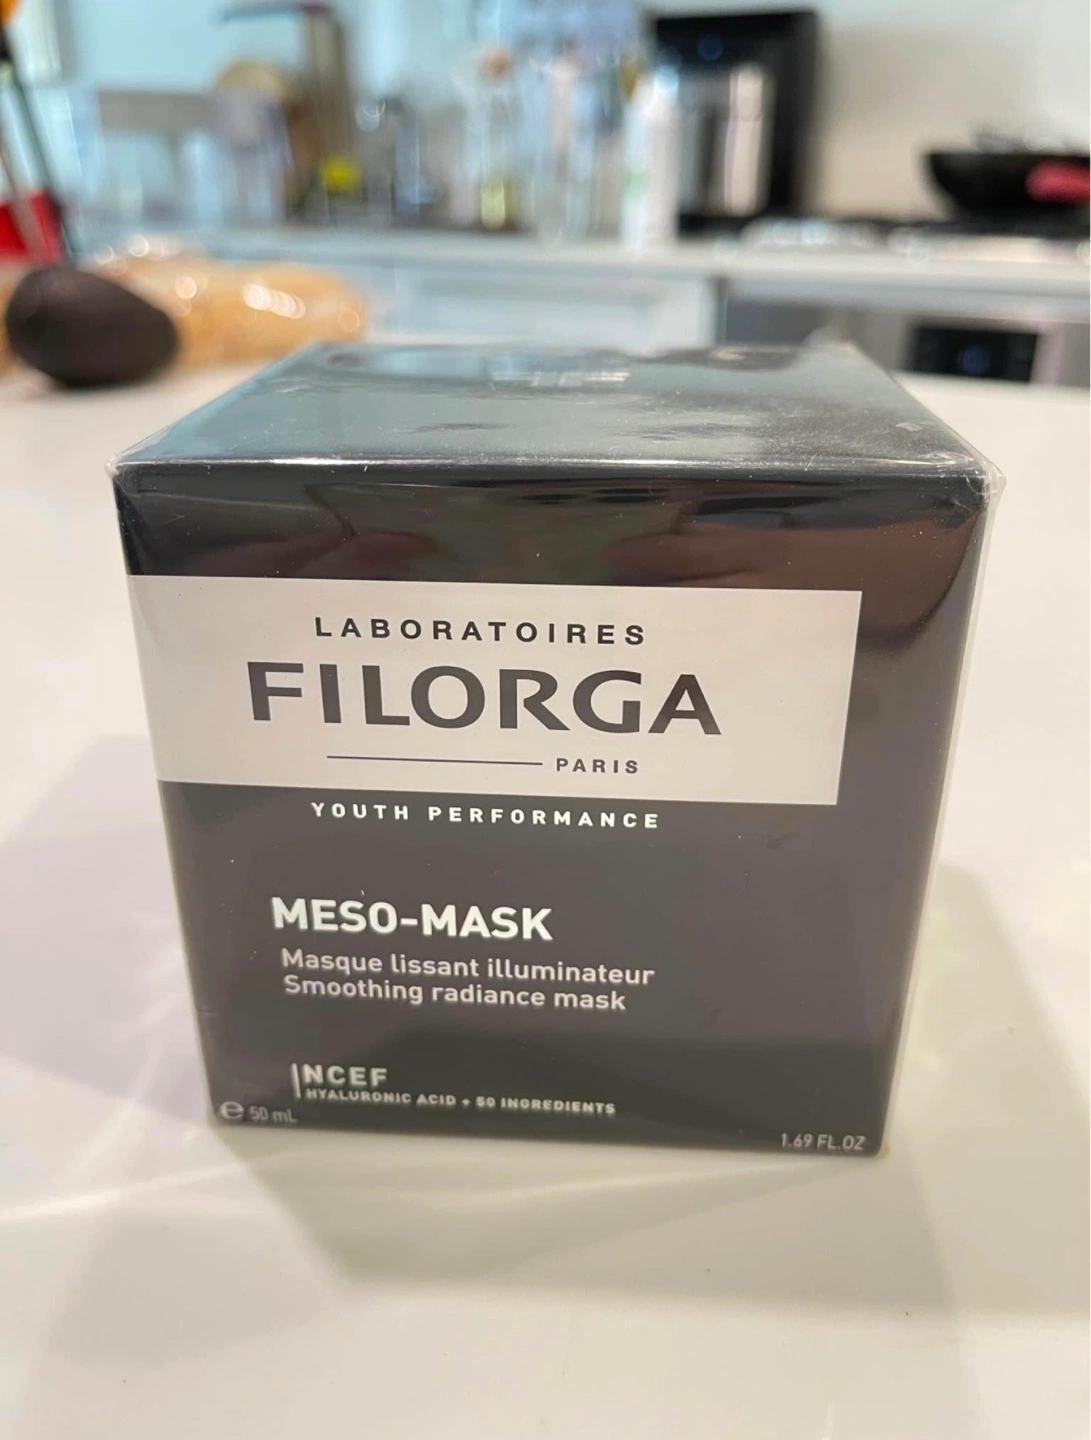 LABORATOIRES
FILORGA
PARIS
YOUTH PERFORMANCE
MESO-MASK
Masque lissant illuminateur
Smoothing radiance mask
NCEF
HYALURONIC ACID + 50 INGREDIENTS
℮ 50 mL
1.69 FL.OZ